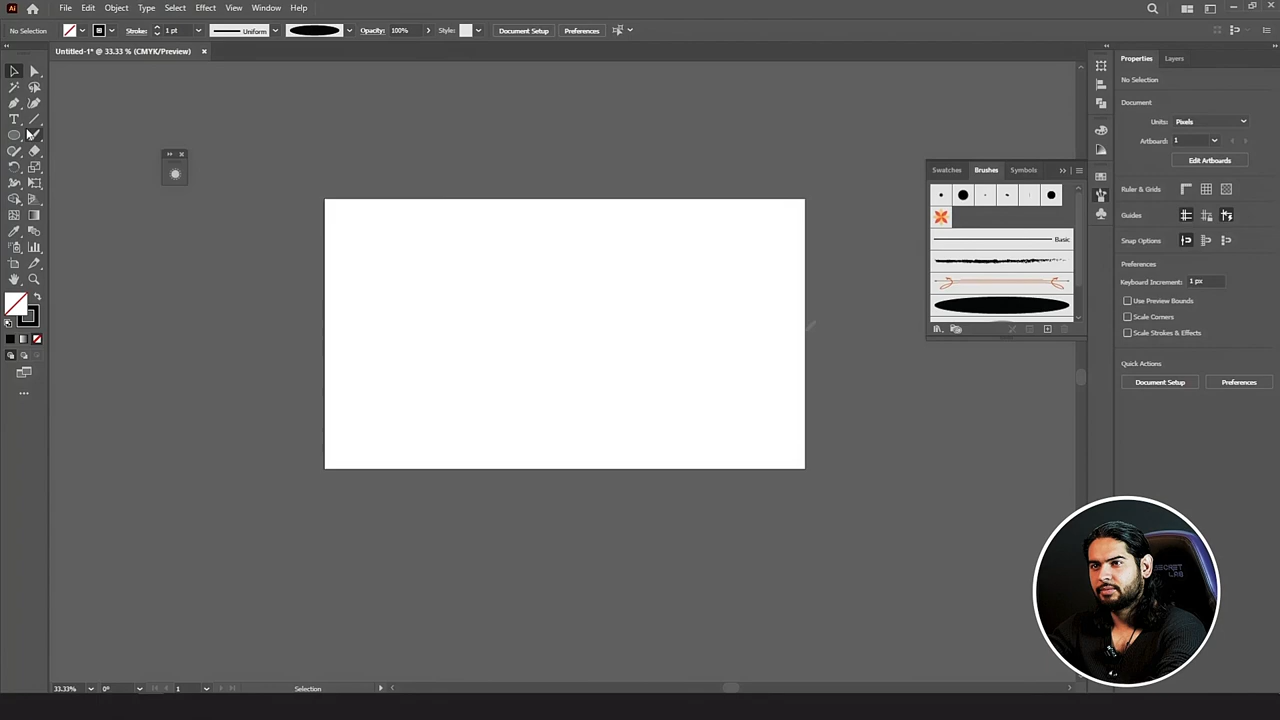 Ai File Edit Object Type Select Effect View Window Help
No Selection Stroke: 1 pt Uniform Opacity: 100% Style: Document Setup Preferences
Untitled-1* @ 33.33 % (CMYK/Preview)
Properties Layers
No Selection
Document
Units: Pixels
Artboard: 1
Edit Artboards
Swatches Brushes Symbols
Ruler & Grids
Guides
Basic
Snap Options
Preferences
Keyboard Increment: 1 px
Use Preview Bounds
Scale Corners
Scale Strokes & Effects
Quick Actions
Document Setup Preferences
SECRET
LAB
33.33% 0° 1 Selection